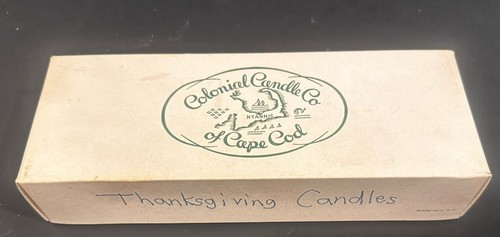 Colonial Candle Co
HYANNIS
of Cape Cod
Thanksgiving Candles